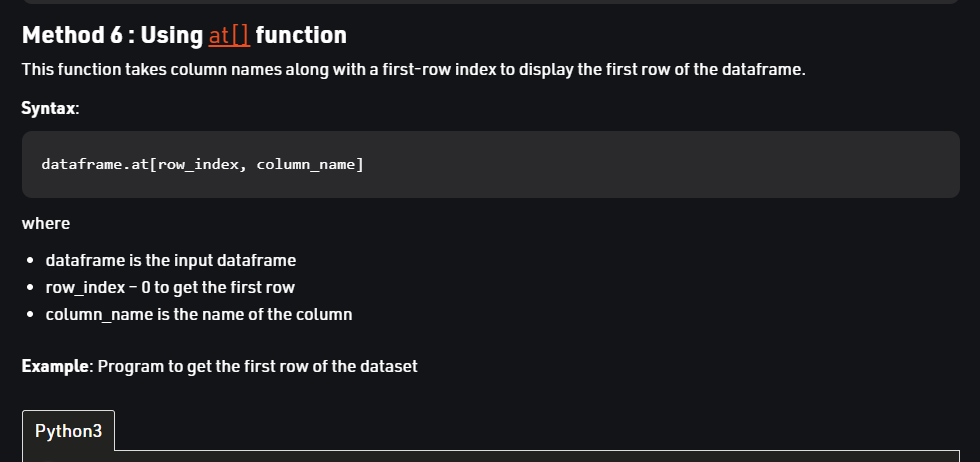 Method 6 : Using at[] function
This function takes column names along with a first-row index to display the first row of the dataframe.
Syntax:
dataframe.at[row_index, column_name]
where
• dataframe is the input dataframe
• row_index – 0 to get the first row
• column_name is the name of the column
Example: Program to get the first row of the dataset
Python3